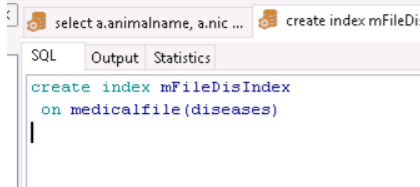 select a.animalname, a.nic ...
create index mFileDis
SQL
Output
Statistics
create index mFileDisIndex
on medicalfile(diseases)